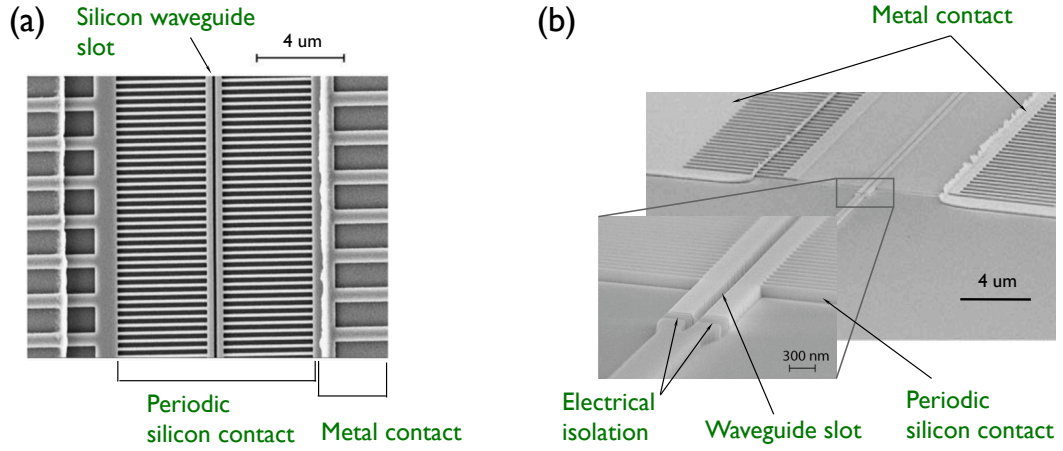 (a)
Silicon waveguide
slot
4 um
Periodic
silicon contact
Metal contact
(b)
Metal contact
4 um
300 nm
Electrical
isolation
Waveguide slot
Periodic
silicon contact